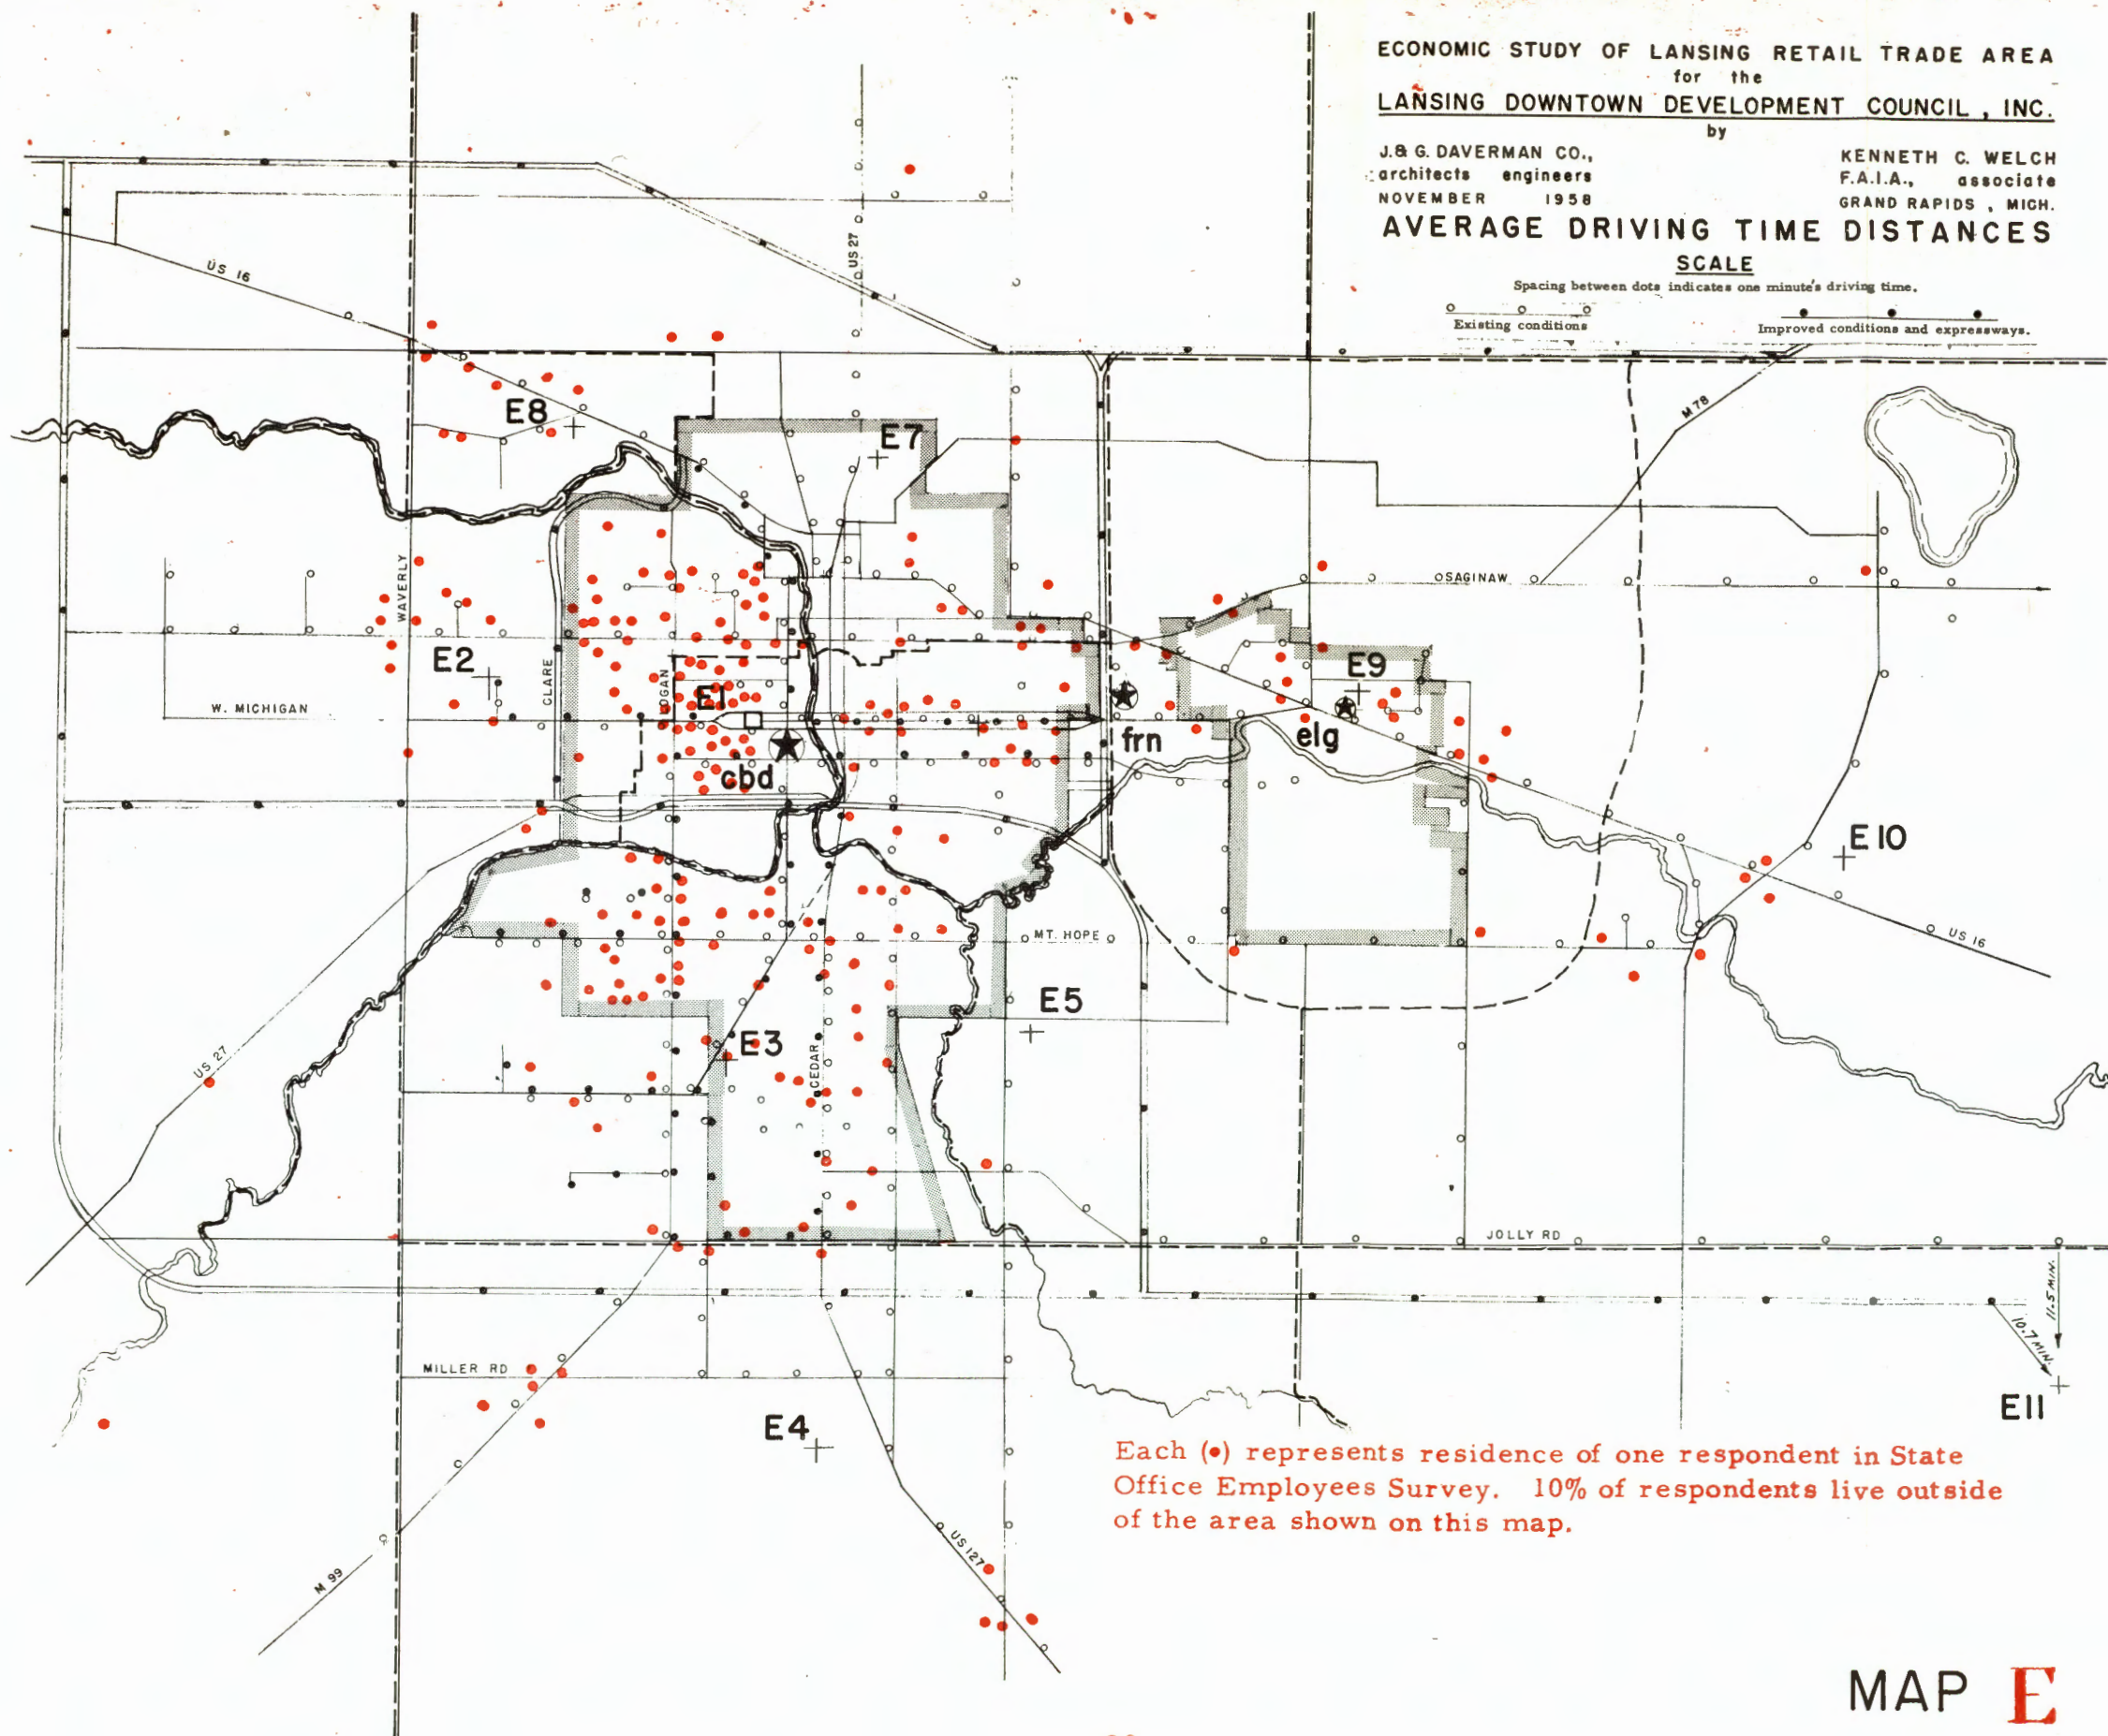 ECONOMIC STUDY OF LANSING RETAIL TRADE AREA
for the
LANSING DOWNTOWN DEVELOPMENT COUNCIL, INC.
by
J.& G. DAVERMAN CO.,
architects engineers
NOVEMBER 1958
KENNETH C. WELCH
F.A.I.A., associate
GRAND RAPIDS, MICH.
AVERAGE DRIVING TIME DISTANCES
SCALE
Spacing between dots indicates one minute's driving time.
Existing conditions
Improved conditions and expressways.
US 16
US 27
M 78
E8
E7
WAVERLY
SAGINAW
E2
CLARE
LOGAN
E1
E9
W. MICHIGAN
cbd
frn
elg
E10
MT. HOPE
US 16
E5
E3
CEDAR
US 27
JOLLY RD
11.5 MIN.
10.7 MIN.
MILLER RD
E4
E11
M 99
US 127
Each (•) represents residence of one respondent in State
Office Employees Survey. 10% of respondents live outside
of the area shown on this map.
MAP E